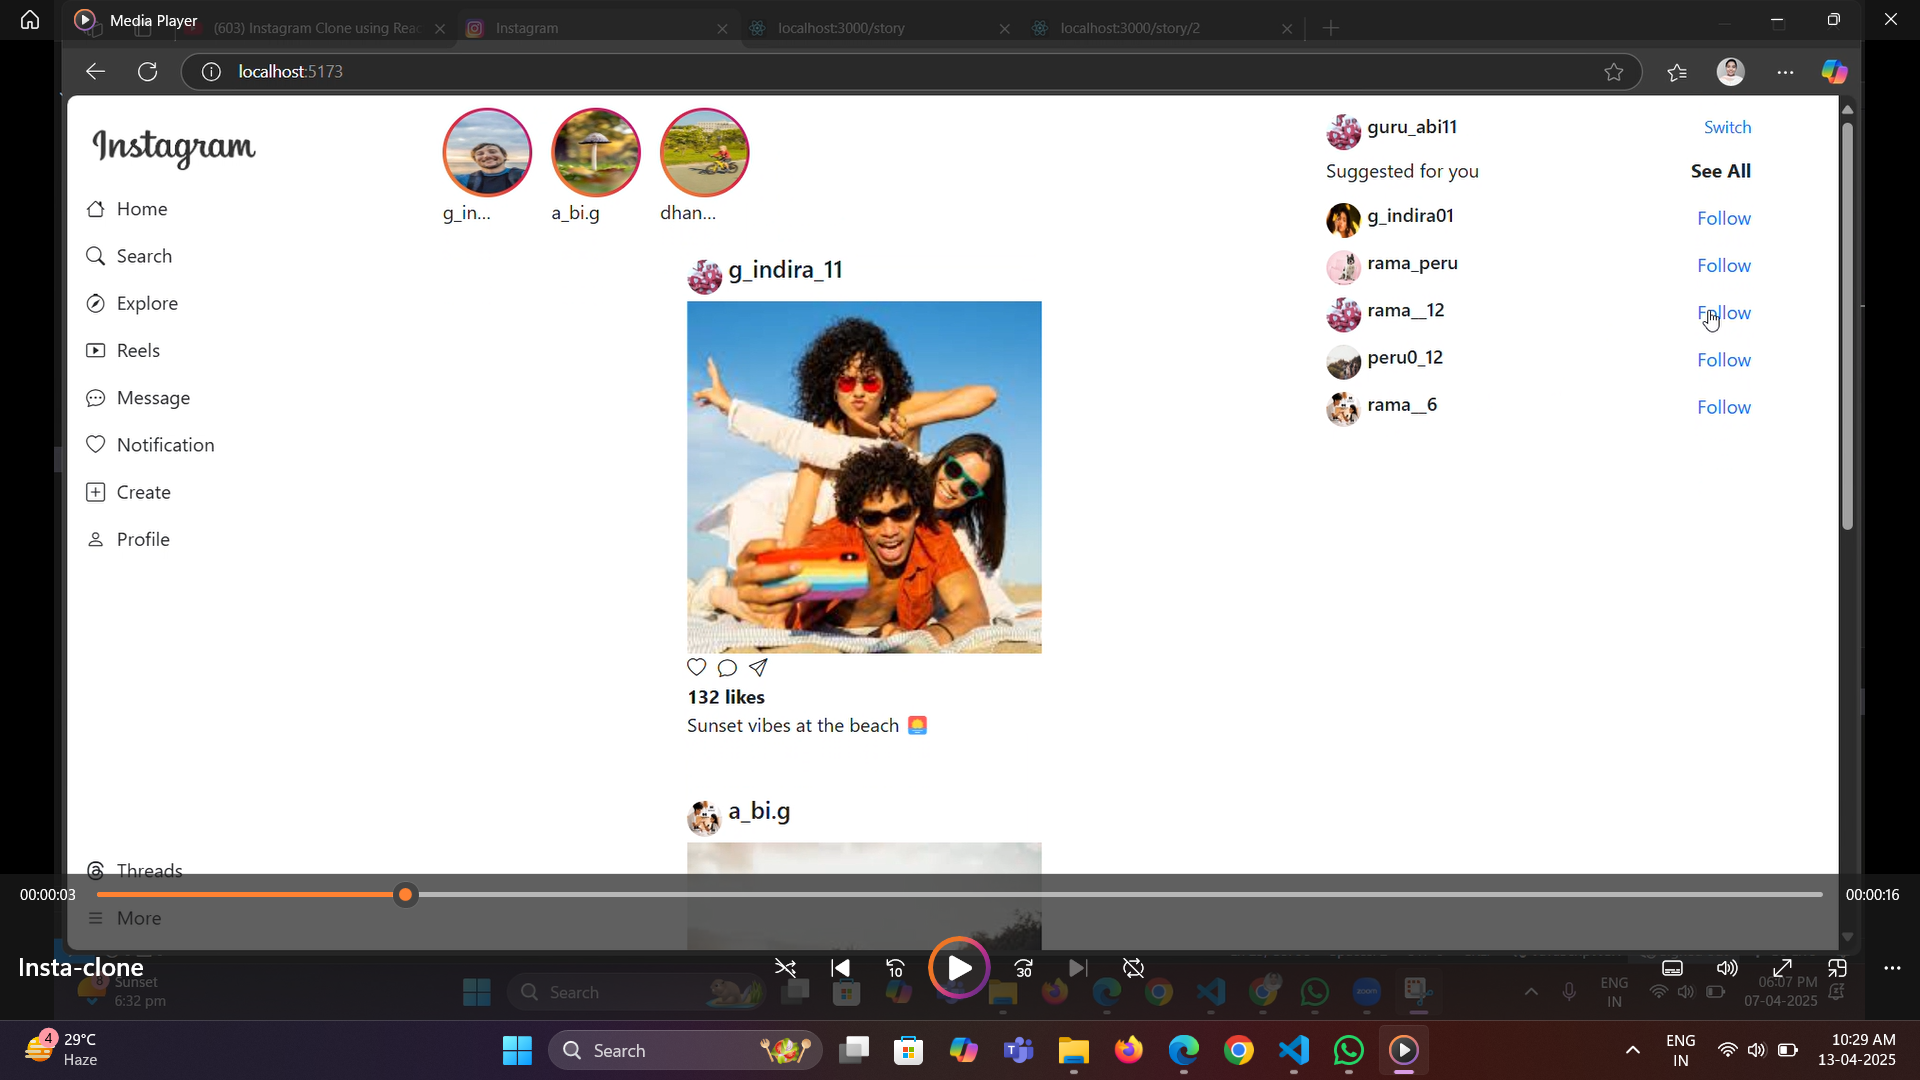 Media Player
(603) Instagram Clone using Reac
Instagram
localhost:3000/story
localhost:3000/story/2
localhost:5173
Instagram
Home
Search
Explore
Reels
Message
Notification
Create
Profile
Threads
More
g_in...
a_bi.g
dhan...
g_indira_11
132 likes
Sunset vibes at the beach
a_bi.g
guru_abi11
Switch
Suggested for you
See All
g_indira01
Follow
rama_peru
Follow
rama__12
Follow
peru0_12
Follow
rama__6
Follow
00:00:03
00:00:16
Insta-clone
10
30
Sunset
6:32 pm
Search
zoom
ENG
IN
06:07 PM
07-04-2025
4
29°C
Haze
Search
ENG
IN
10:29 AM
13-04-2025